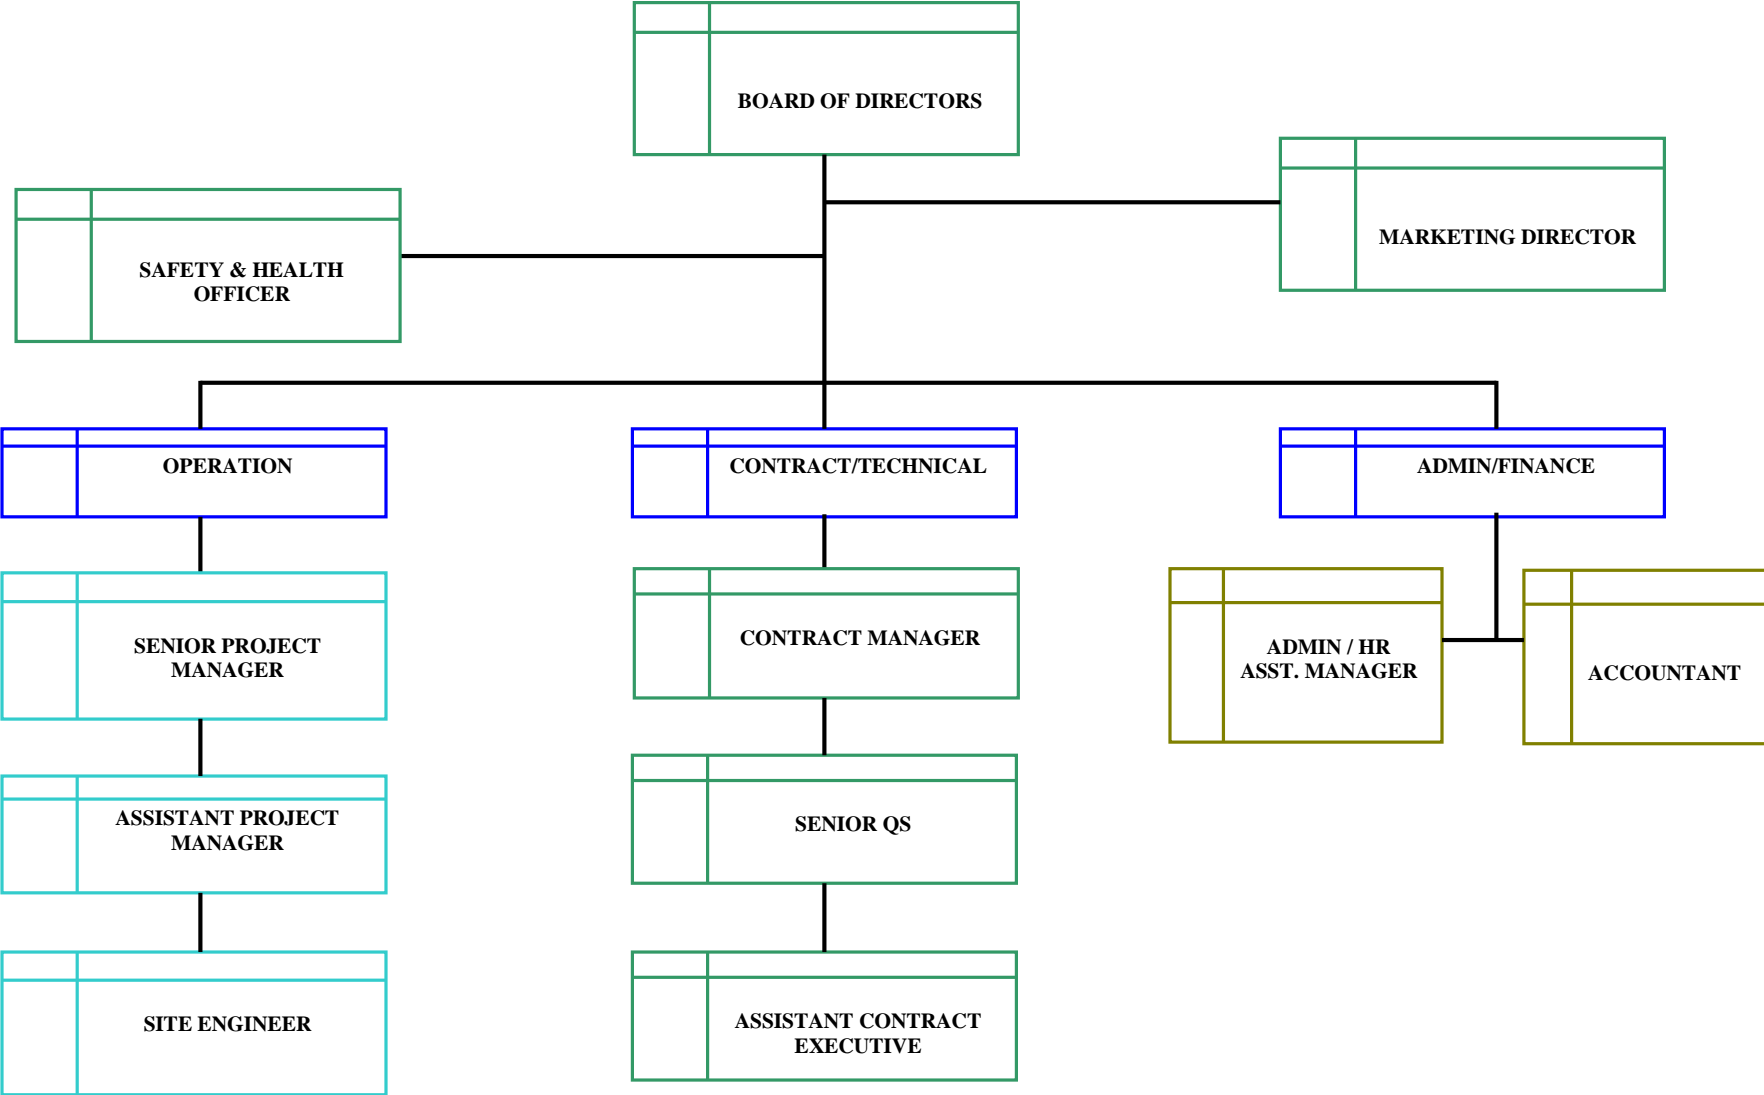 BOARD OF DIRECTORS
MARKETING DIRECTOR
SAFETY & HEALTH
OFFICER
OPERATION
CONTRACT/TECHNICAL
ADMIN/FINANCE
SENIOR PROJECT
MANAGER
CONTRACT MANAGER
ADMIN / HR
ASST. MANAGER
ACCOUNTANT
ASSISTANT PROJECT
MANAGER
SENIOR QS
SITE ENGINEER
ASSISTANT CONTRACT
EXECUTIVE